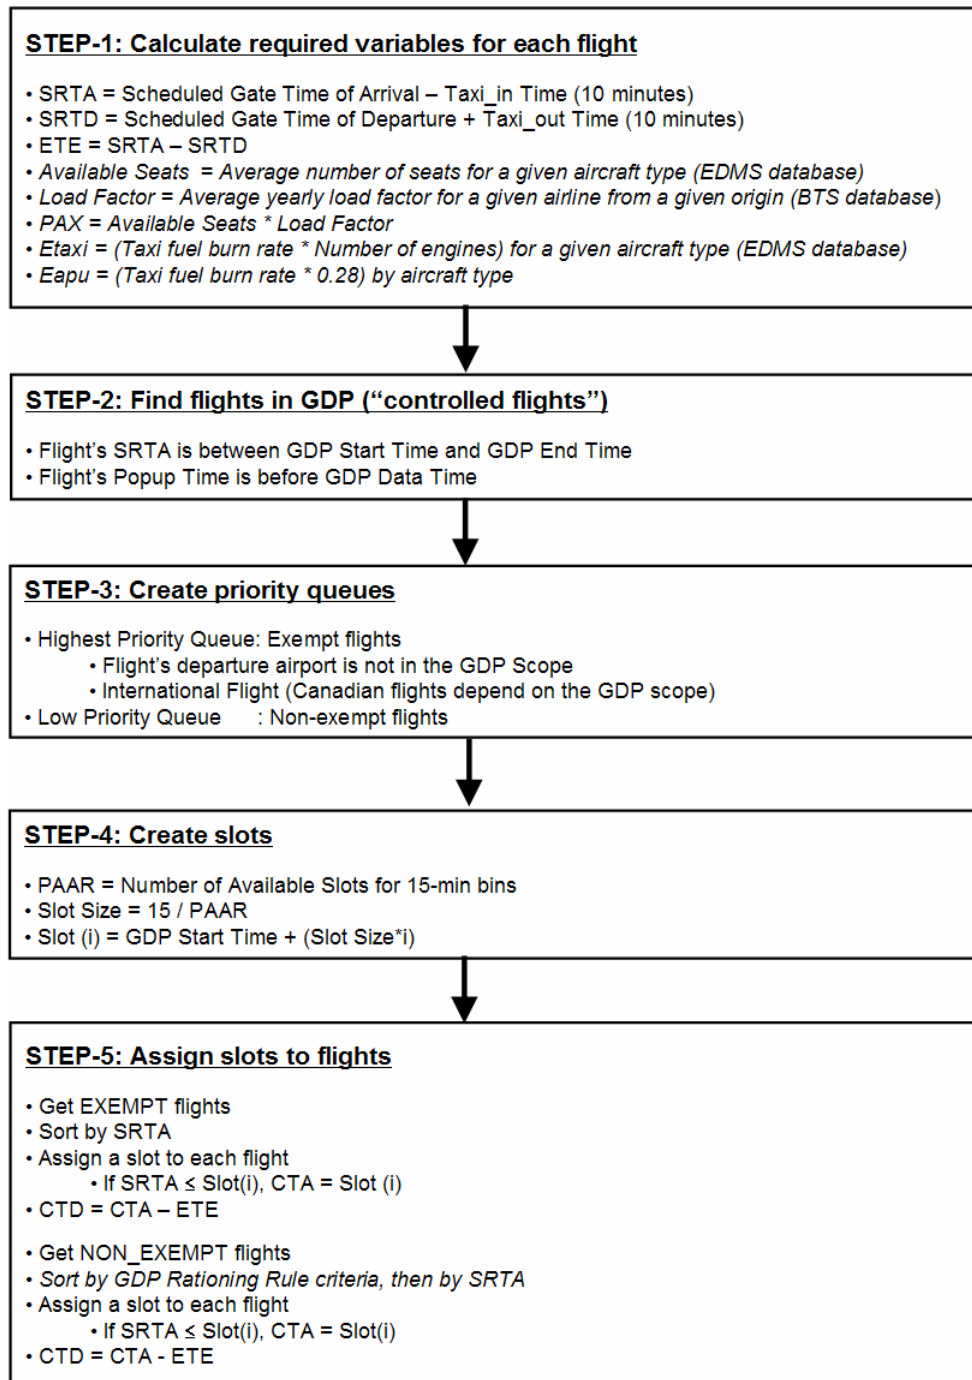 STEP-1: Calculate required variables for each flight
• SRTA = Scheduled Gate Time of Arrival – Taxi_in Time (10 minutes)
• SRTD = Scheduled Gate Time of Departure + Taxi_out Time (10 minutes)
• ETE = SRTA – SRTD
• Available Seats = Average number of seats for a given aircraft type (EDMS database)
• Load Factor = Average yearly load factor for a given airline from a given origin (BTS database)
• PAX = Available Seats * Load Factor
• Etaxi = (Taxi fuel burn rate * Number of engines) for a given aircraft type (EDMS database)
• Eapu = (Taxi fuel burn rate * 0.28) by aircraft type
STEP-2: Find flights in GDP (“controlled flights”)
• Flight’s SRTA is between GDP Start Time and GDP End Time
• Flight’s Popup Time is before GDP Data Time
STEP-3: Create priority queues
• Highest Priority Queue: Exempt flights
• Flight’s departure airport is not in the GDP Scope
• International Flight (Canadian flights depend on the GDP scope)
• Low Priority Queue : Non-exempt flights
STEP-4: Create slots
• PAAR = Number of Available Slots for 15-min bins
• Slot Size = 15 / PAAR
• Slot (i) = GDP Start Time + (Slot Size*i)
STEP-5: Assign slots to flights
• Get EXEMPT flights
• Sort by SRTA
• Assign a slot to each flight
• If SRTA ≤ Slot(i), CTA = Slot (i)
• CTD = CTA – ETE
• Get NON_EXEMPT flights
• Sort by GDP Rationing Rule criteria, then by SRTA
• Assign a slot to each flight
• If SRTA ≤ Slot(i), CTA = Slot(i)
• CTD = CTA - ETE